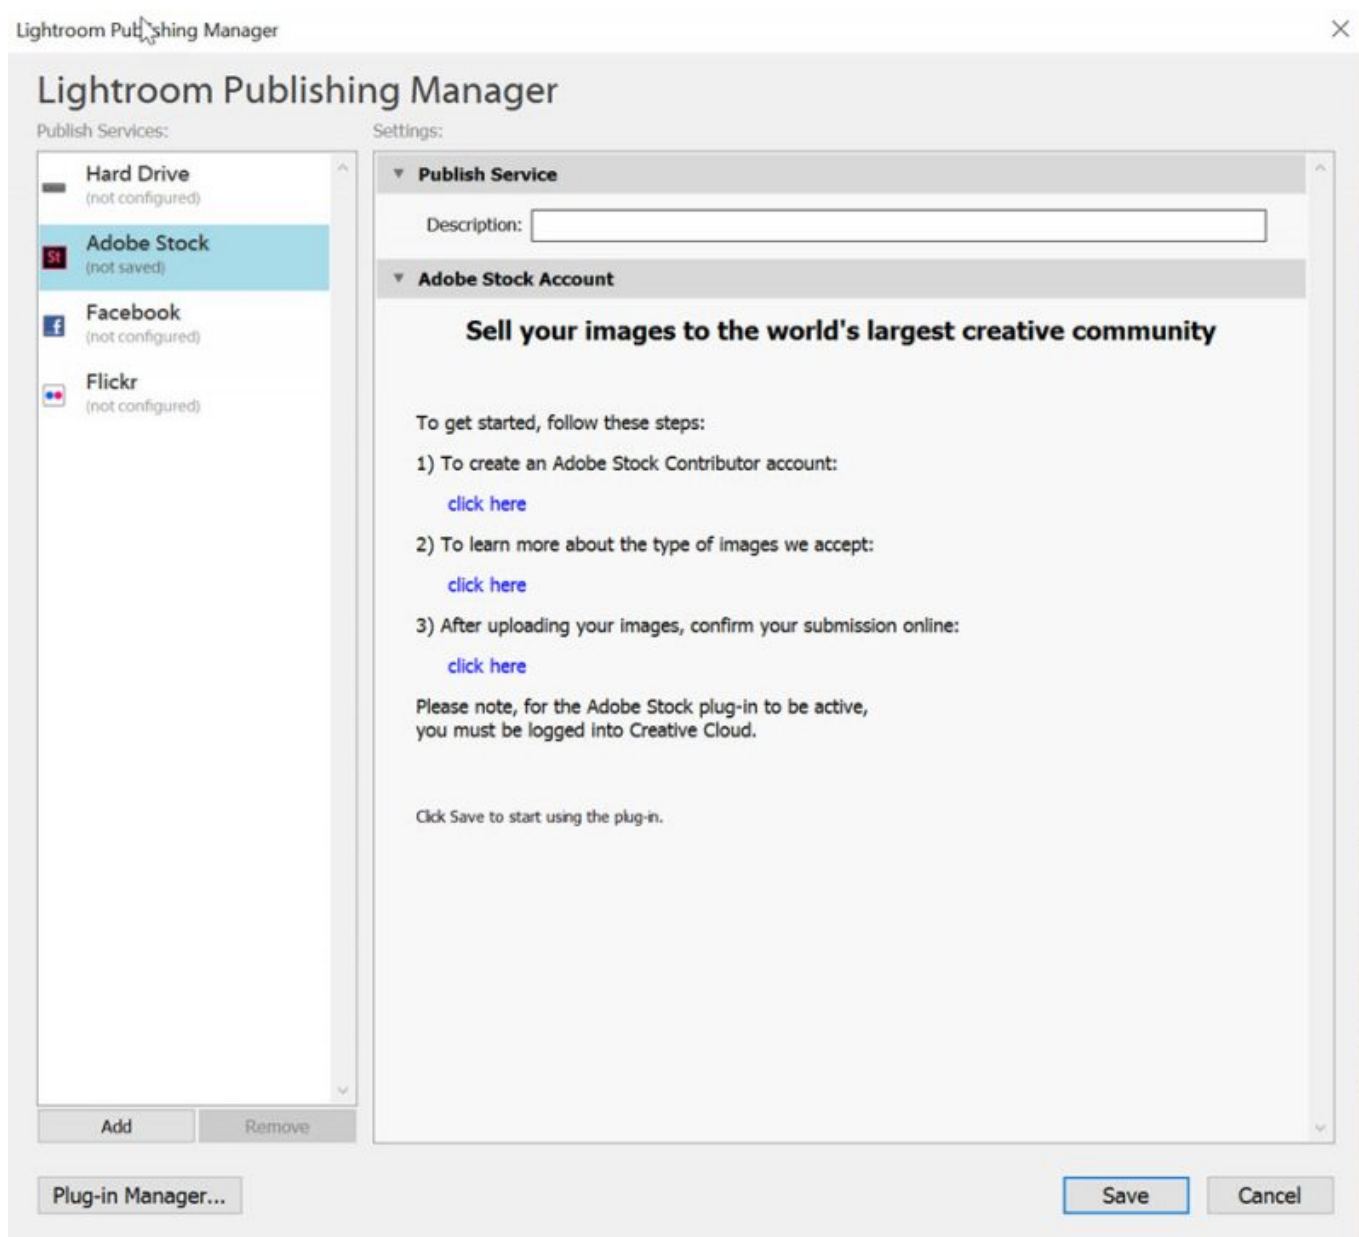 Lightroom Publishing Manager
Lightroom Publishing Manager
Publish Services:
Settings:
Hard Drive
(not configured)
St
Adobe Stock
(not saved)
f
Facebook
(not configured)
Flickr
(not configured)
Add
Remove
Publish Service
Description:
Adobe Stock Account
Sell your images to the world's largest creative community
To get started, follow these steps:
1) To create an Adobe Stock Contributor account:
click here
2) To learn more about the type of images we accept:
click here
3) After uploading your images, confirm your submission online:
click here
Please note, for the Adobe Stock plug-in to be active,
you must be logged into Creative Cloud.
Click Save to start using the plug-in.
Plug-in Manager...
Save
Cancel